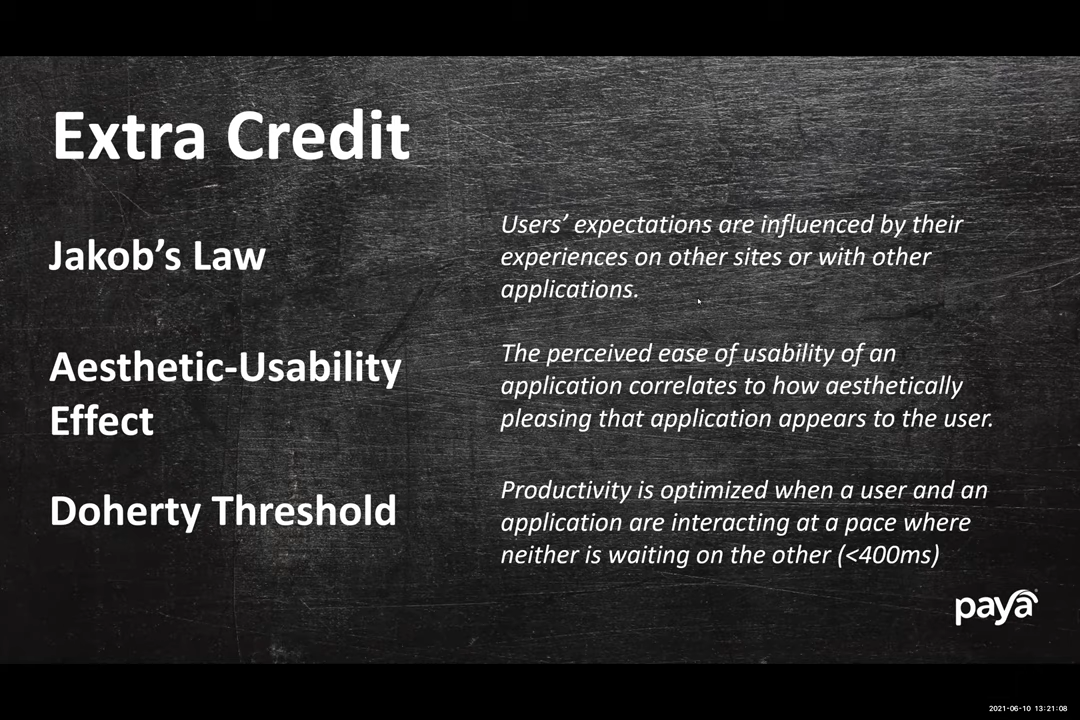 Extra Credit
Jakob’s Law
Users’ expectations are influenced by their
experiences on other sites or with other
applications.
Aesthetic-Usability
Effect
The perceived ease of usability of an
application correlates to how aesthetically
pleasing that application appears to the user.
Doherty Threshold
Productivity is optimized when a user and an
application are interacting at a pace where
neither is waiting on the other (<400ms)
paya
2021-06-10 13:21:08